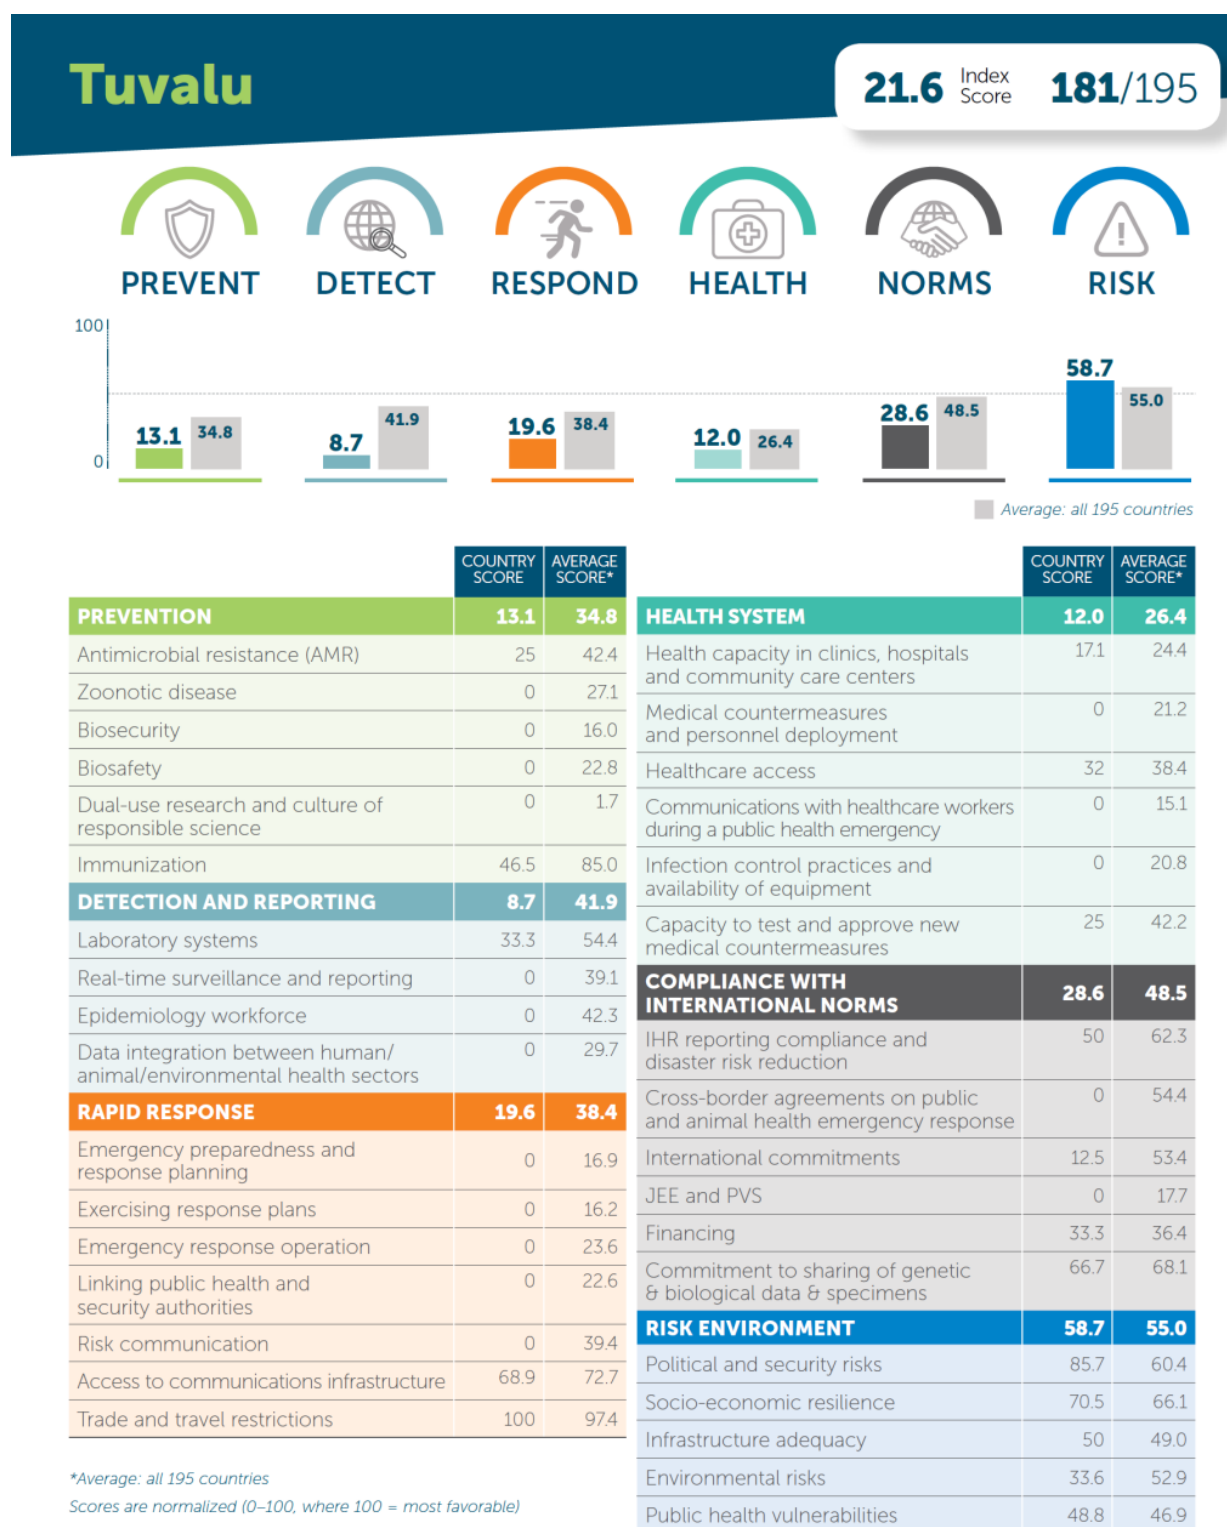 Tuvalu
21.6 Index Score 181/195
PREVENT DETECT RESPOND HEALTH NORMS RISK
100
0
13.1 34.8
8.7 41.9
19.6 38.4
12.0 26.4
28.6 48.5
58.7 55.0
Average: all 195 countries
COUNTRY SCORE AVERAGE SCORE*
PREVENTION 13.1 34.8
Antimicrobial resistance (AMR) 25 42.4
Zoonotic disease 0 27.1
Biosecurity 0 16.0
Biosafety 0 22.8
Dual-use research and culture of
responsible science 0 1.7
Immunization 46.5 85.0
DETECTION AND REPORTING 8.7 41.9
Laboratory systems 33.3 54.4
Real-time surveillance and reporting 0 39.1
Epidemiology workforce 0 42.3
Data integration between human/
animal/environmental health sectors 0 29.7
RAPID RESPONSE 19.6 38.4
Emergency preparedness and
response planning 0 16.9
Exercising response plans 0 16.2
Emergency response operation 0 23.6
Linking public health and
security authorities 0 22.6
Risk communication 0 39.4
Access to communications infrastructure 68.9 72.7
Trade and travel restrictions 100 97.4
*Average: all 195 countries
Scores are normalized (0–100, where 100 = most favorable)
COUNTRY SCORE AVERAGE SCORE*
HEALTH SYSTEM 12.0 26.4
Health capacity in clinics, hospitals
and community care centers 17.1 24.4
Medical countermeasures
and personnel deployment 0 21.2
Healthcare access 32 38.4
Communications with healthcare workers
during a public health emergency 0 15.1
Infection control practices and
availability of equipment 0 20.8
Capacity to test and approve new
medical countermeasures 25 42.2
COMPLIANCE WITH
INTERNATIONAL NORMS 28.6 48.5
IHR reporting compliance and
disaster risk reduction 50 62.3
Cross-border agreements on public
and animal health emergency response 0 54.4
International commitments 12.5 53.4
JEE and PVS 0 17.7
Financing 33.3 36.4
Commitment to sharing of genetic
& biological data & specimens 66.7 68.1
RISK ENVIRONMENT 58.7 55.0
Political and security risks 85.7 60.4
Socio-economic resilience 70.5 66.1
Infrastructure adequacy 50 49.0
Environmental risks 33.6 52.9
Public health vulnerabilities 48.8 46.9